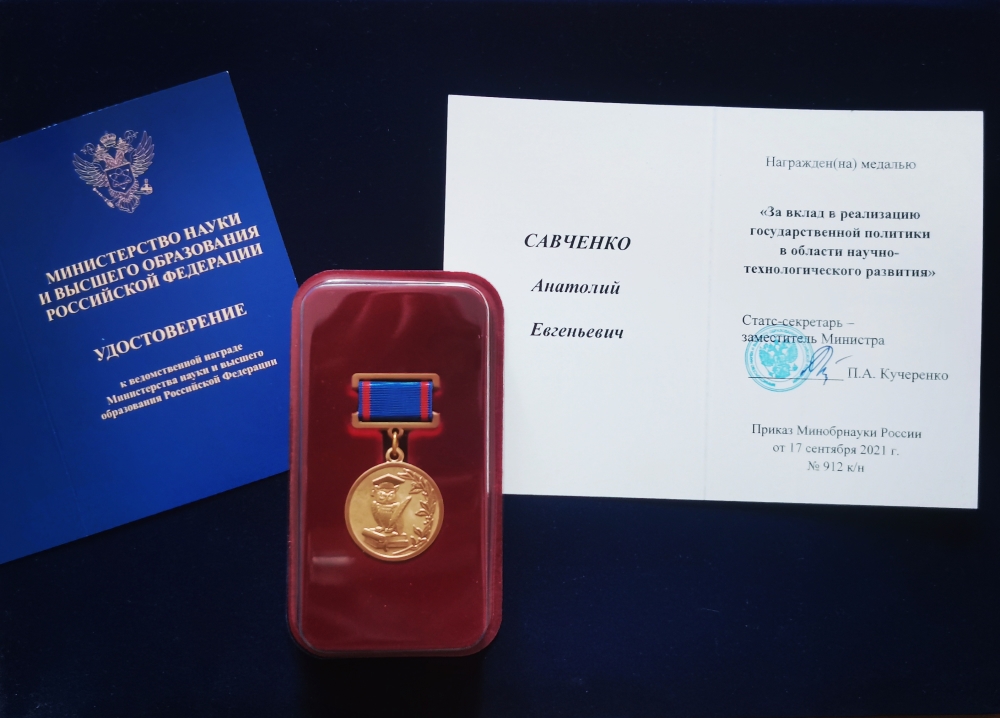 МИНИСТЕРСТВО НАУКИ
И ВЫСШЕГО ОБРАЗОВАНИЯ
РОССИЙСКОЙ ФЕДЕРАЦИИ
УДОСТОВЕРЕНИЕ
к ведомственной награде
Министерства науки и высшего
образования Российской Федерации
САВЧЕНКО
Анатолий
Евгеньевич
Награжден(на) медалью
«За вклад в реализацию
государственной политики
в области научно-
технологического развития»
Статс-секретарь –
заместитель Министра
П.А. Кучеренко
Приказ Минобрнауки России
от 17 сентября 2021 г.
№ 912 к/н